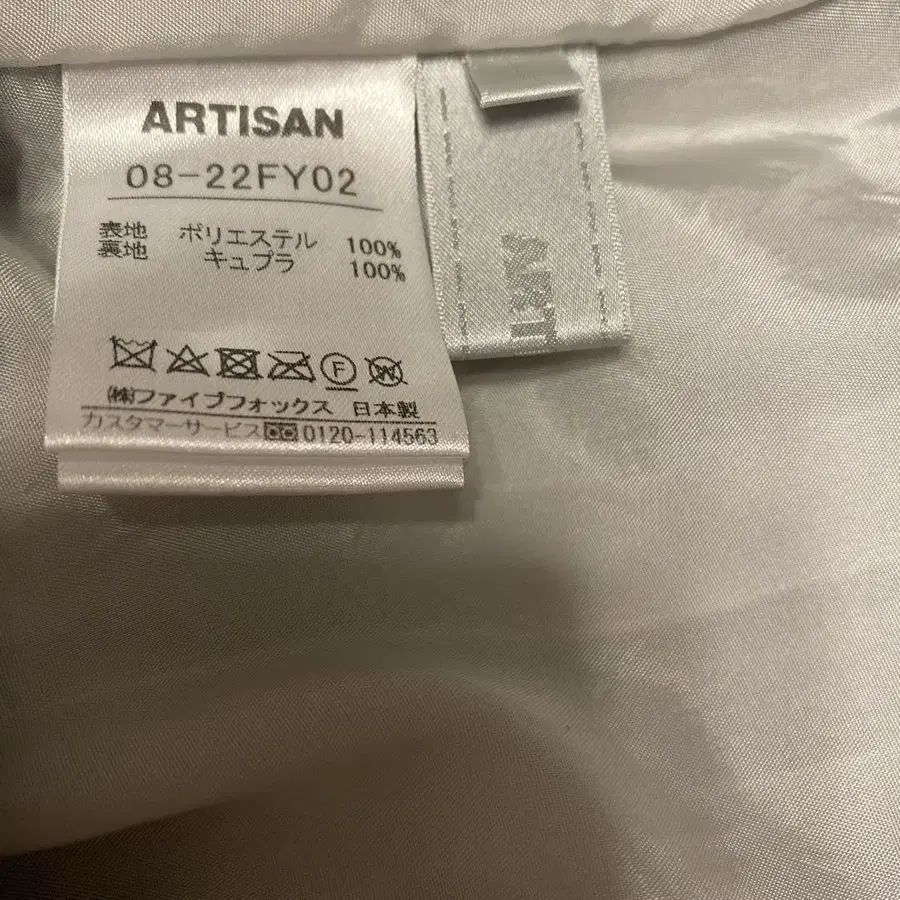 ARTISAN
08-22FY02
表地 ポリエステル 100%
裏地 キュプラ 100%
F W
㈱ファイブフォックス 日本製
カスタマーサービス 0120-114563
ART